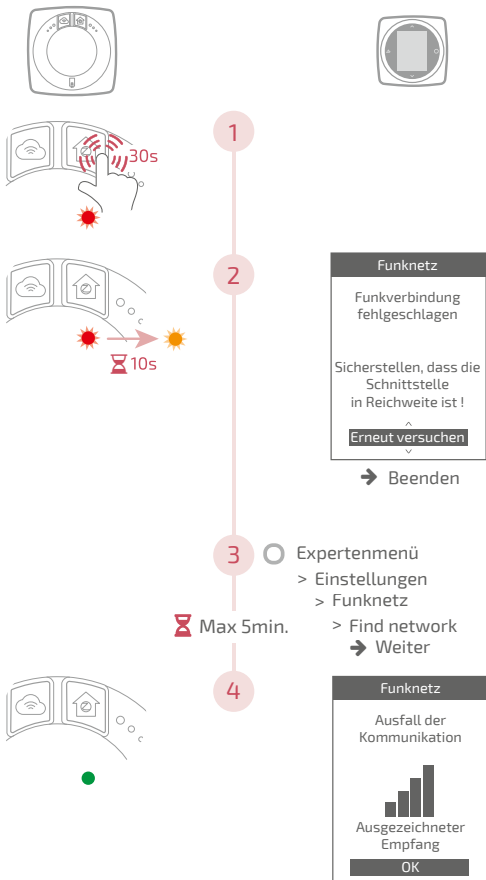 1
30s
2
10s
Funknetz
Funkverbindung
fehlgeschlagen
Sicherstellen, dass die
Schnittstelle
in Reichweite ist !
Erneut versuchen
Beenden
3
Expertenmenü
> Einstellungen
> Funknetz
> Find network
Weiter
Max 5min.
4
Funknetz
Ausfall der
Kommunikation
Ausgezeichneter
Empfang
OK